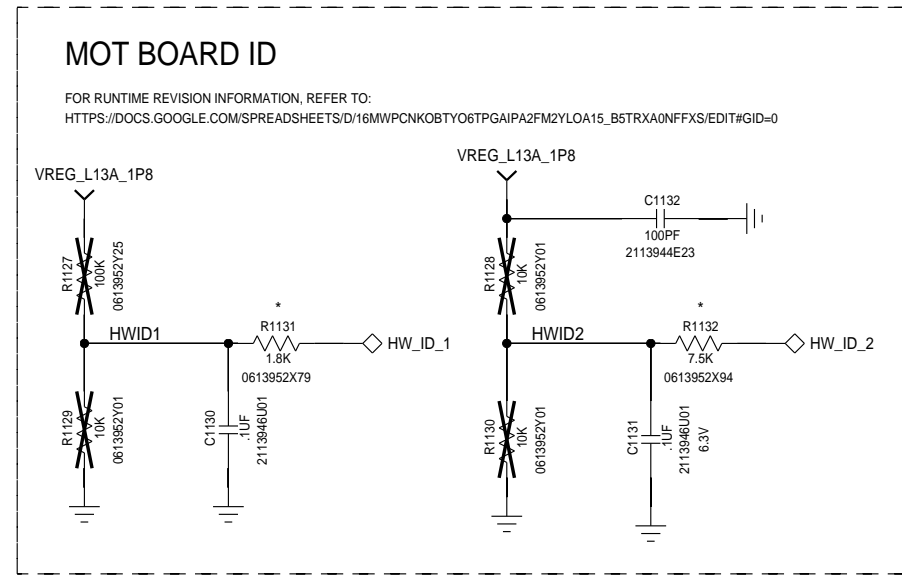 MOT BOARD ID
FOR RUNTIME REVISION INFORMATION, REFER TO:
HTTPS://DOCS.GOOGLE.COM/SPREADSHEETS/D/16MWPCNKOBTYO6TPGAIPA2FM2YLOA15_B5TRXA0NFFXS/EDIT#GID=0
VREG_L13A_1P8
R1127
100K
0613952Y25
HWID1
*
R1131
1.8K
0613952X79
HW_ID_1
R1129
10K
0613952Y01
C1130
.1UF
2113946U01
VREG_L13A_1P8
C1132
100PF
2113944E23
R1128
10K
0613952Y01
HWID2
*
R1132
7.5K
0613952X94
HW_ID_2
R1130
10K
0613952Y01
C1131
.1UF
2113946U01
6.3V